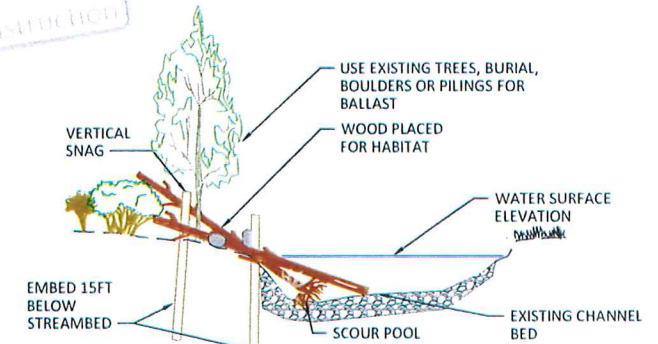 USE EXISTING TREES, BURIAL,
BOULDERS OR PILINGS FOR
BALLAST
VERTICAL
SNAG
WOOD PLACED
FOR HABITAT
WATER SURFACE
ELEVATION
EMBED 15FT
BELOW
STREAMBED
SCOUR POOL
EXISTING CHANNEL
BED